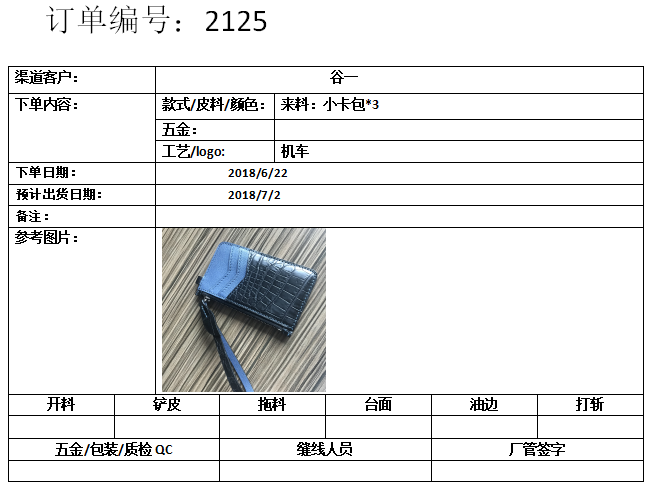 订单编号：2125
渠道客户： 谷一
下单内容： 款式/皮料/颜色： 来料：小卡包*3
五金：
工艺/logo: 机车
下单日期： 2018/6/22
预计出货日期： 2018/7/2
备注：
参考图片：
开料 铲皮 拖料 台面 油边 打斩
五金/包装/质检 QC 缝线人员 厂管签字